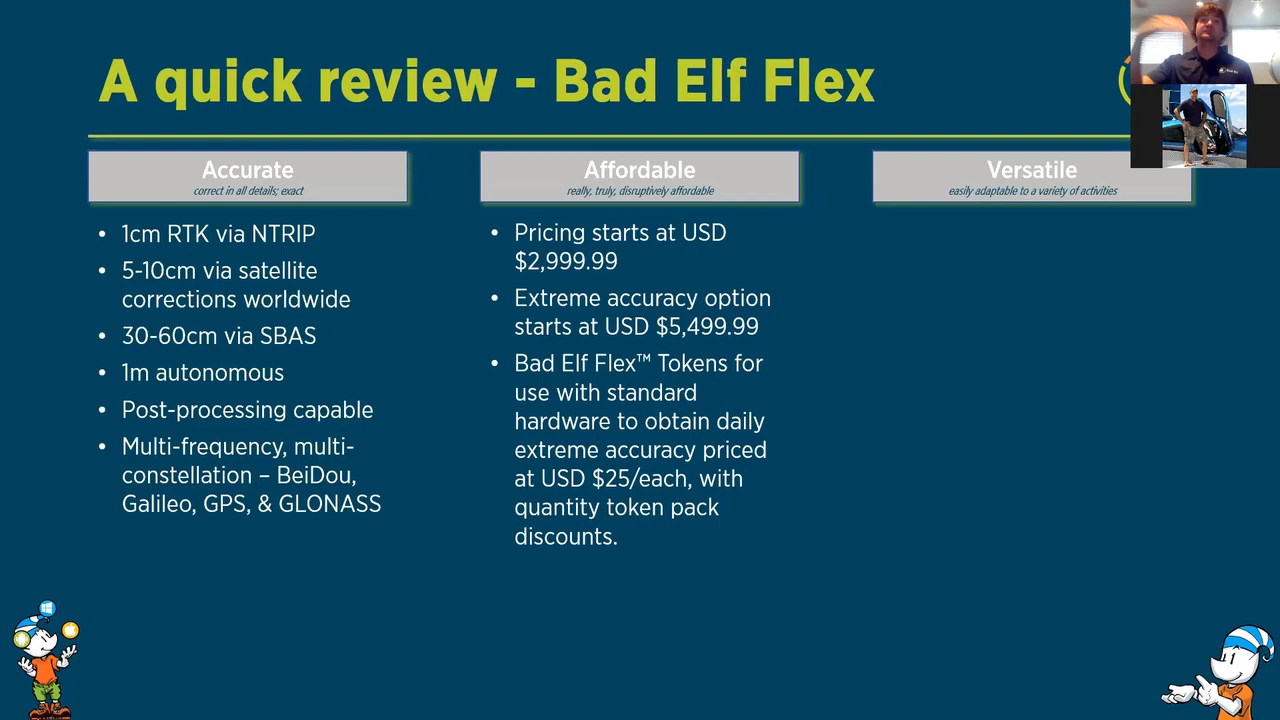 A quick review - Bad Elf Flex
Accurate
correct in all details; exact
1cm RTK via NTRIP
5-10cm via satellite
corrections worldwide
30-60cm via SBAS
1m autonomous
Post-processing capable
Multi-frequency, multi-
constellation – BeiDou,
Galileo, GPS, & GLONASS
Affordable
really, truly, disruptively affordable
Pricing starts at USD
$2,999.99
Extreme accuracy option
starts at USD $5,499.99
Bad Elf Flex™ Tokens for
use with standard
hardware to obtain daily
extreme accuracy priced
at USD $25/each, with
quantity token pack
discounts.
Versatile
easily adaptable to a variety of activities